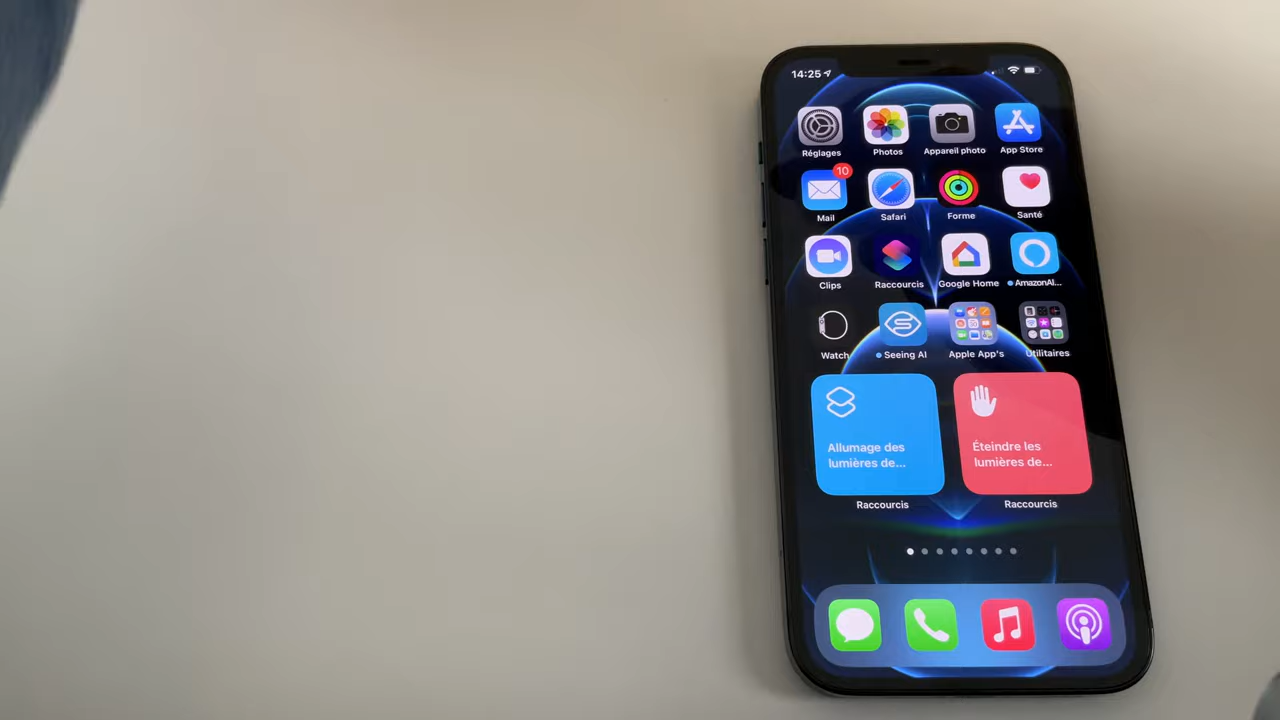 14:25
Réglages
Photos
Appareil photo
App Store
10
Mail
Safari
Forme
Santé
Clips
Raccourcis
Google Home
AmazonAl...
Watch
Seeing AI
Apple App's
Utilitaires
Allumage des
lumières de...
Éteindre les
lumières de...
Raccourcis
Raccourcis